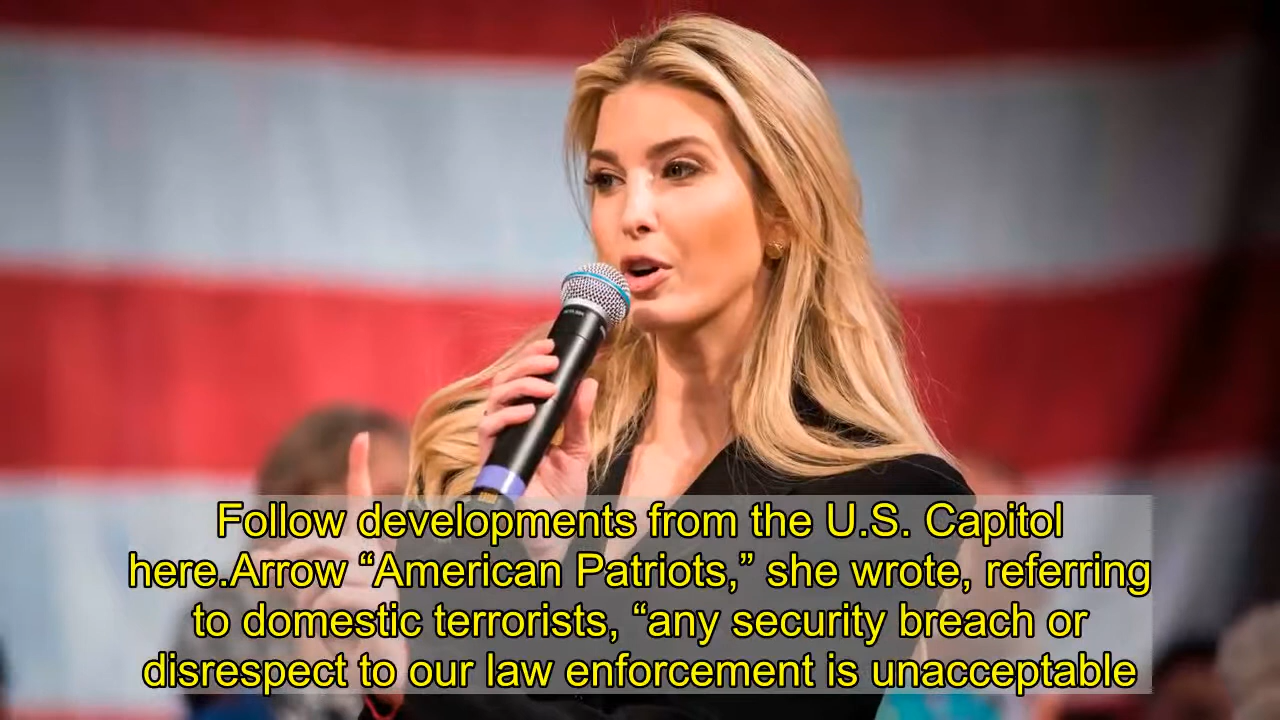 Follow developments from the U.S. Capitol
here.Arrow “American Patriots,” she wrote, referring
to domestic terrorists, “any security breach or
disrespect to our law enforcement is unacceptable